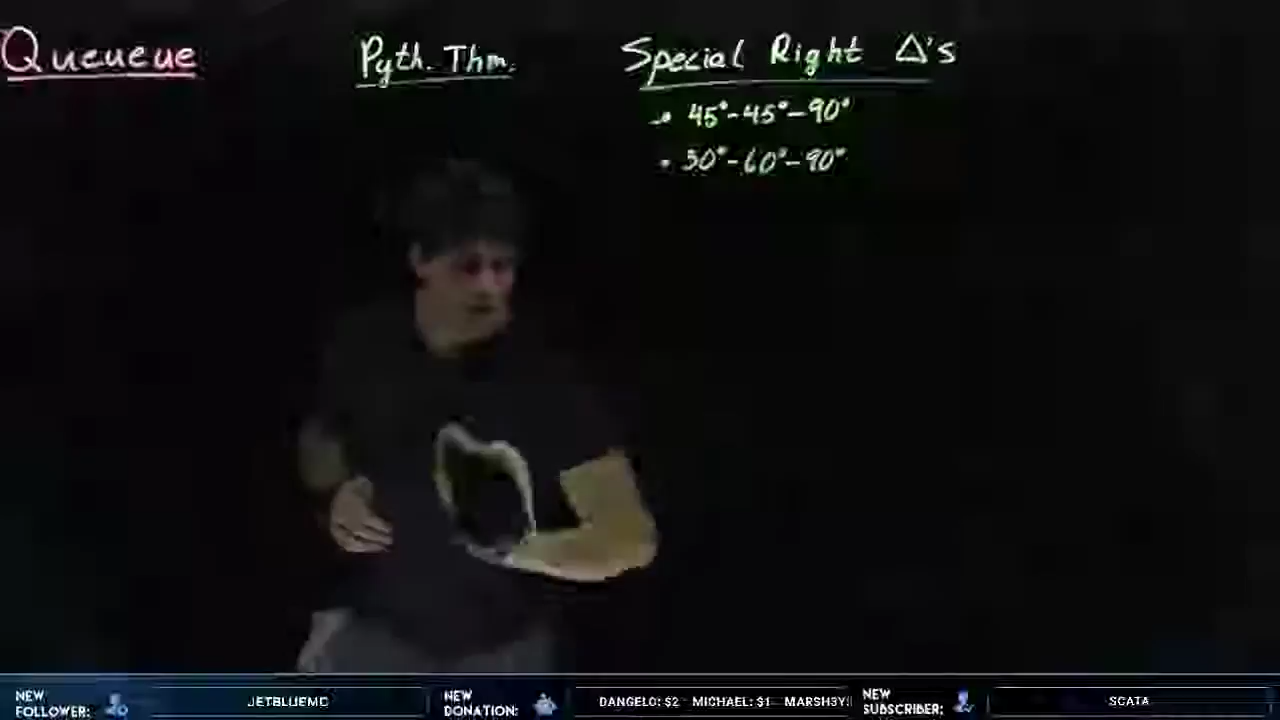 Queueue
Pyth. Thm.
Special Right Δ's
• 45°-45°-90°
• 30°-60°-90°
NEW FOLLOWER:
JETBLUEMC
NEW DONATION:
DANGELO: $2 MICHAEL: $1 MARSH3Y:
NEW SUBSCRIBER:
SCATA